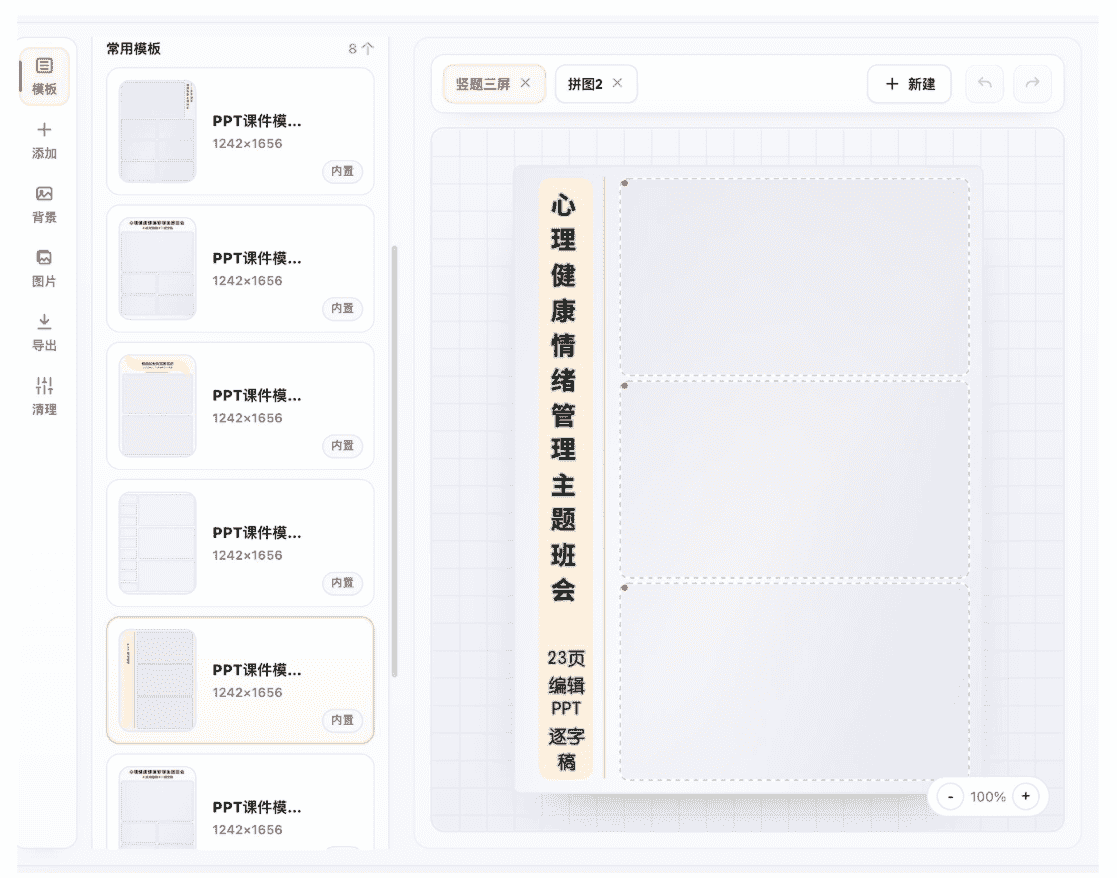 模板
添加
背景
图片
导出
清理
常用模板
8 个
PPT课件模...
1242×1656
内置
PPT课件模...
1242×1656
内置
PPT课件模...
1242×1656
内置
PPT课件模...
1242×1656
内置
PPT课件模...
1242×1656
内置
PPT课件模...
1242×1656
竖题三屏 ×
拼图2 ×
+ 新建
心
理
健
康
情
绪
管
理
主
题
班
会
23页
编辑
PPT
逐字
稿
- 100% +